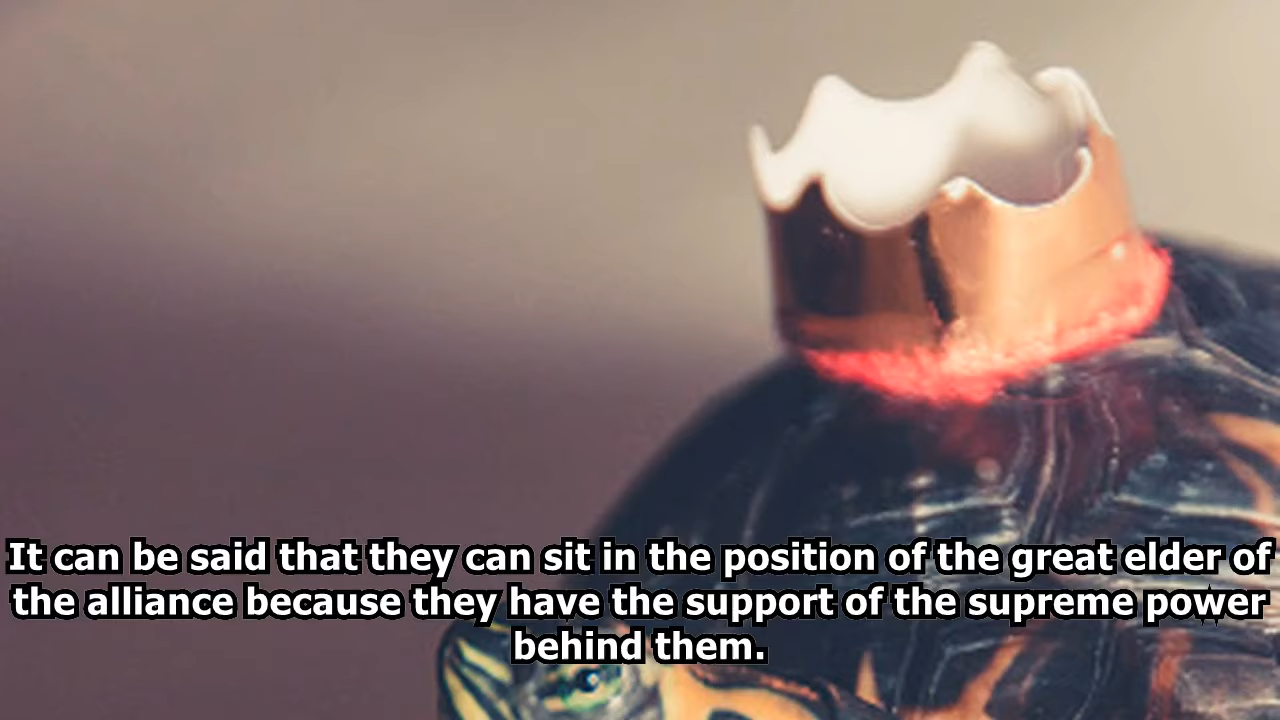 It can be said that they can sit in the position of the great elder of
the alliance because they have the support of the supreme power
behind them.